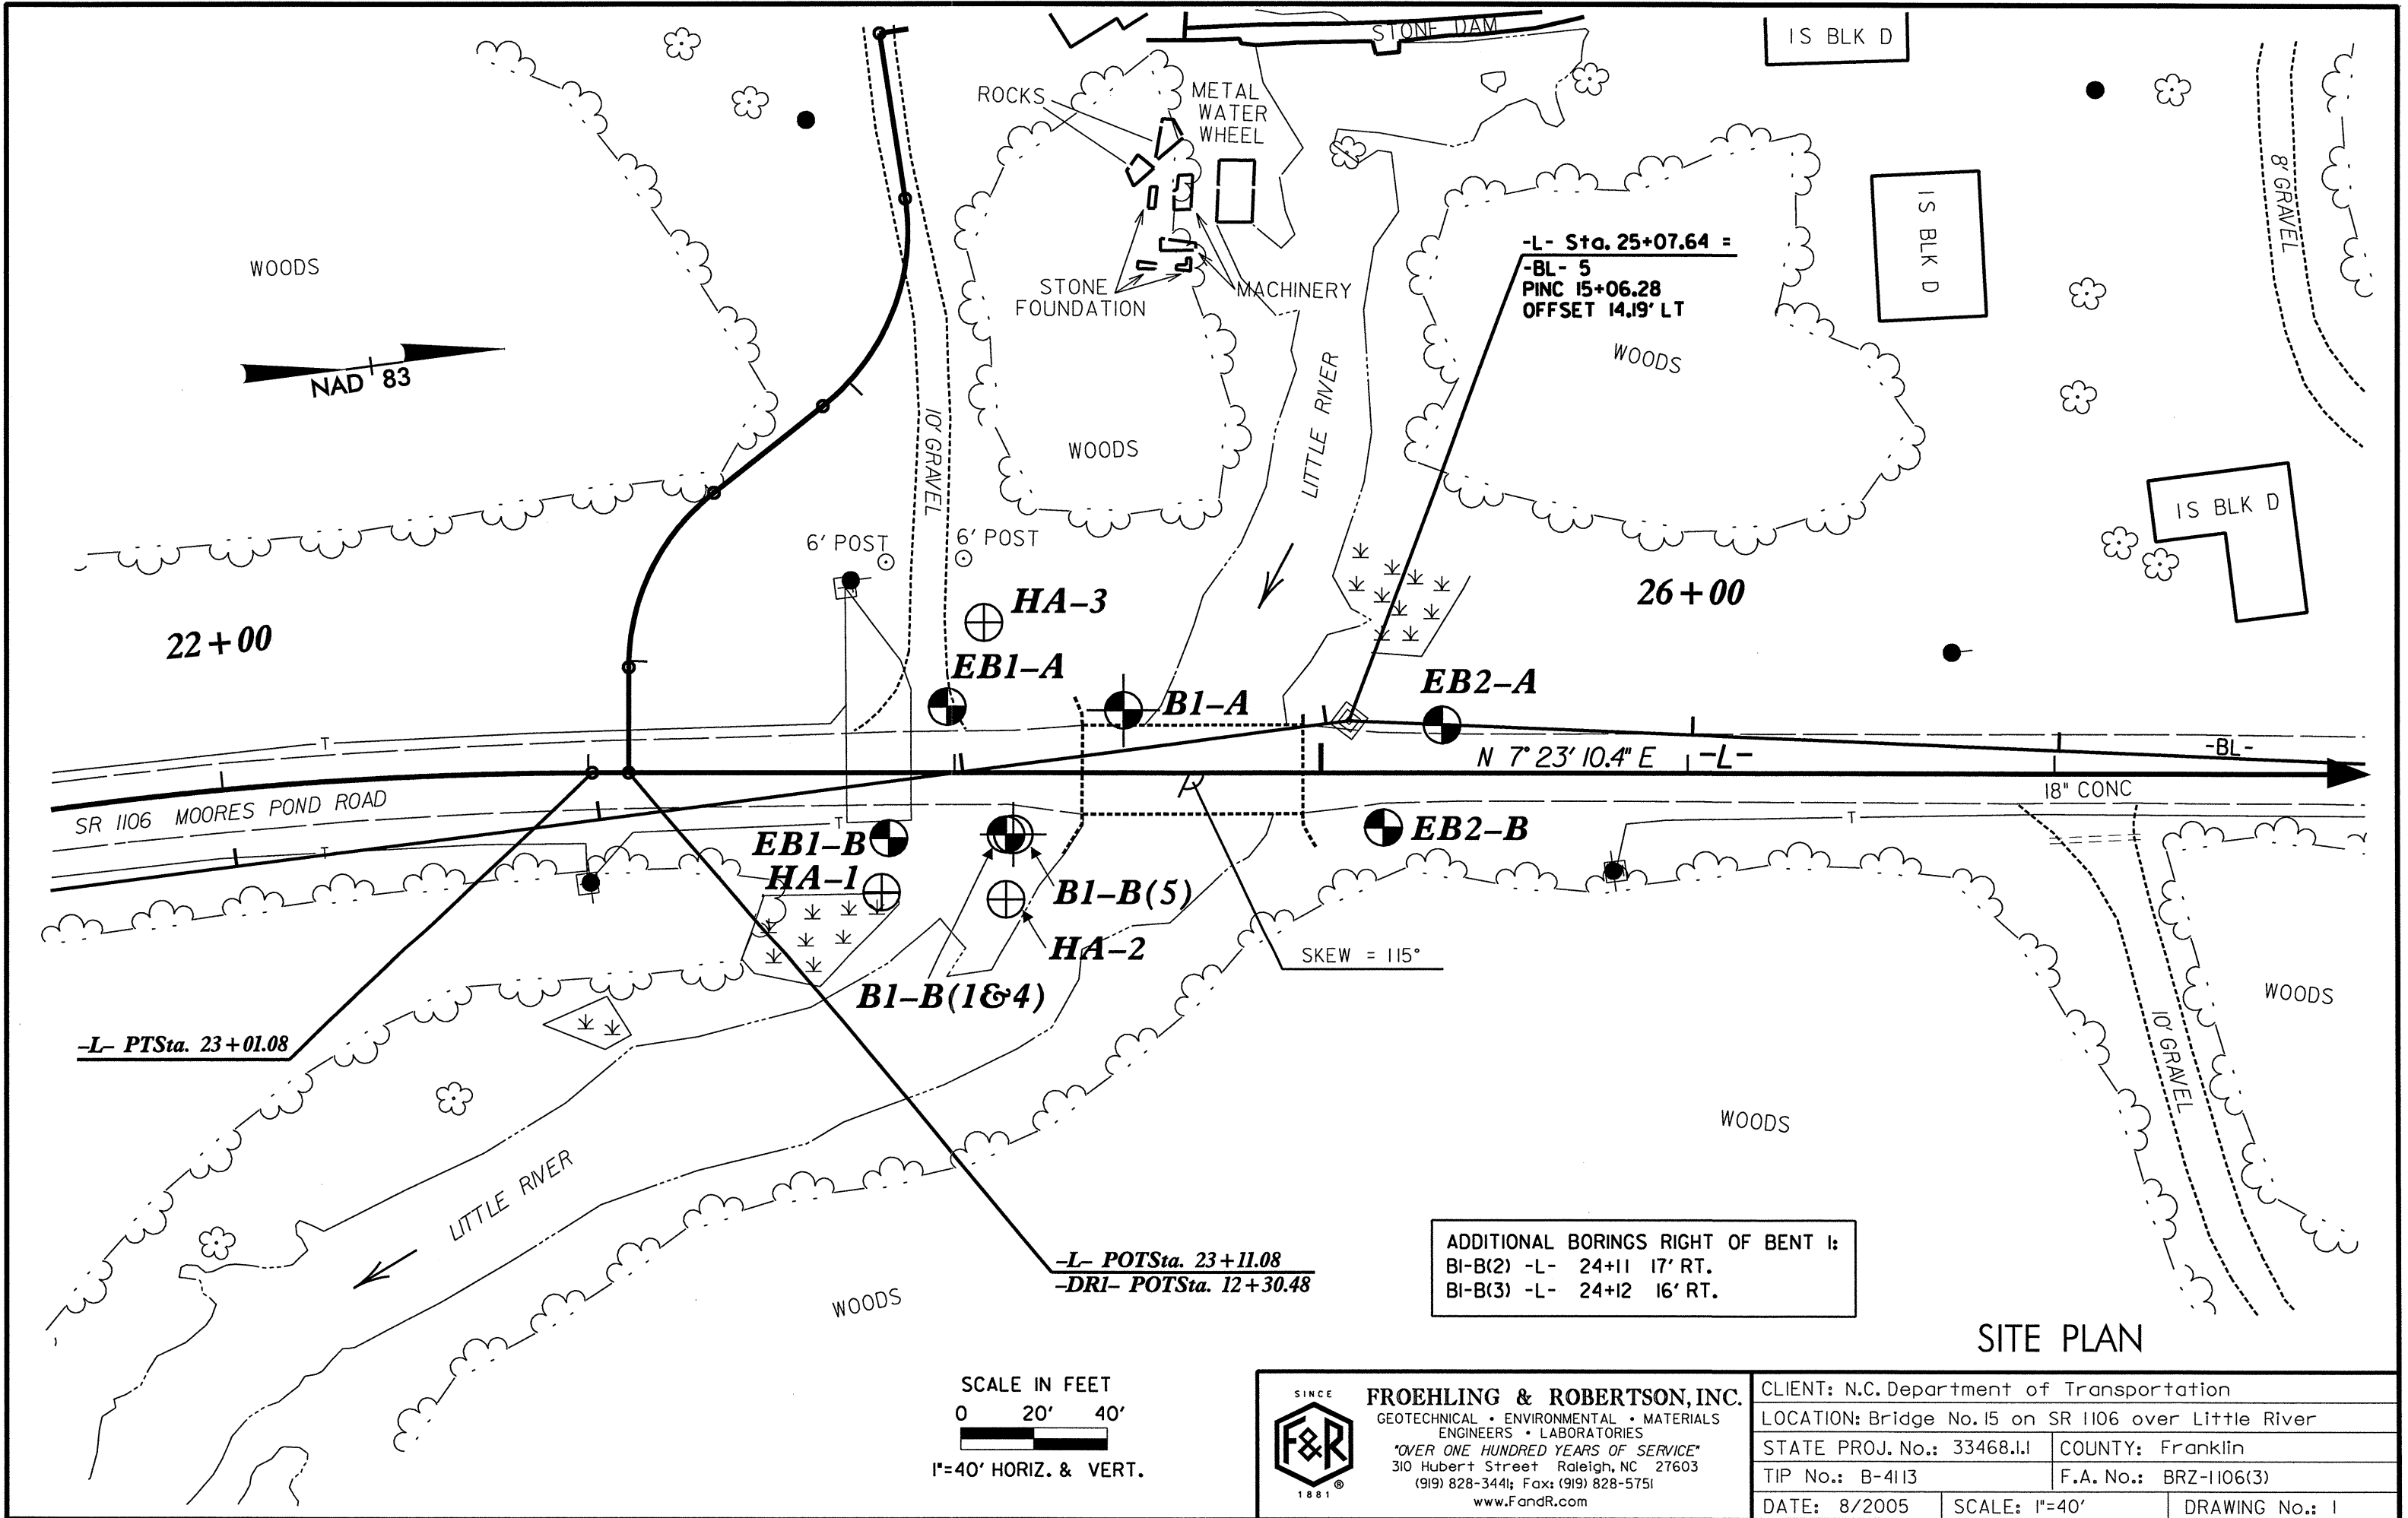 STONE DAM
IS BLK D
ROCKS
METAL
WATER
WHEEL
8' GRAVEL
IS BLK D
WOODS
-L- Sta. 25+07.64 =
-BL- 5
PINC 15+06.28
OFFSET 14.19' LT
STONE
FOUNDATION
MACHINERY
WOODS
NAD 83
LITTLE RIVER
10' GRAVEL
WOODS
IS BLK D
6' POST
6' POST
HA-3
26+00
22+00
EB1-A
B1-A
EB2-A
T
N 7° 23' 10.4" E
-L-
-BL-
18" CONC
SR 1106 MOORES POND ROAD
T
T
T
EB1-B
EB2-B
HA-1
B1-B(5)
HA-2
SKEW = 115°
B1-B(1&4)
WOODS
-L- PTSta. 23+01.08
10' GRAVEL
WOODS
LITTLE RIVER
-L- POTSta. 23+11.08
-DR1- POTSta. 12+30.48
WOODS
ADDITIONAL BORINGS RIGHT OF BENT 1:
B1-B(2) -L- 24+11 17' RT.
B1-B(3) -L- 24+12 16' RT.
SITE PLAN
SCALE IN FEET
0 20' 40'
1"=40' HORIZ. & VERT.
SINCE
F&R
®
1881
FROEHLING & ROBERTSON, INC.
GEOTECHNICAL • ENVIRONMENTAL • MATERIALS
ENGINEERS • LABORATORIES
"OVER ONE HUNDRED YEARS OF SERVICE"
310 Hubert Street Raleigh, NC 27603
(919) 828-3441; Fax: (919) 828-5751
www.FandR.com
CLIENT: N.C. Department of Transportation
LOCATION: Bridge No. 15 on SR 1106 over Little River
STATE PROJ. No.: 33468.1.1
COUNTY: Franklin
TIP No.: B-4113
F.A. No.: BRZ-1106(3)
DATE: 8/2005
SCALE: 1"=40'
DRAWING No.: 1